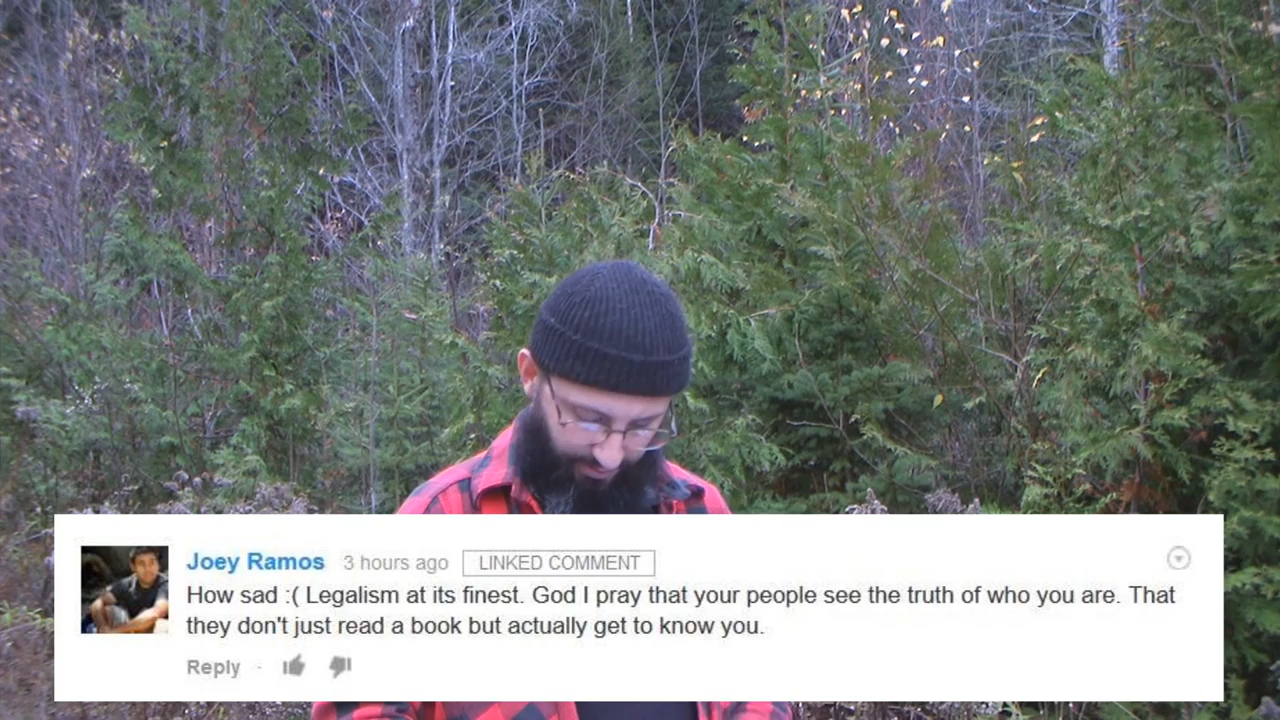 Joey Ramos 3 hours ago LINKED COMMENT
How sad :( Legalism at its finest. God I pray that your people see the truth of who you are. That
they don't just read a book but actually get to know you.
Reply ·